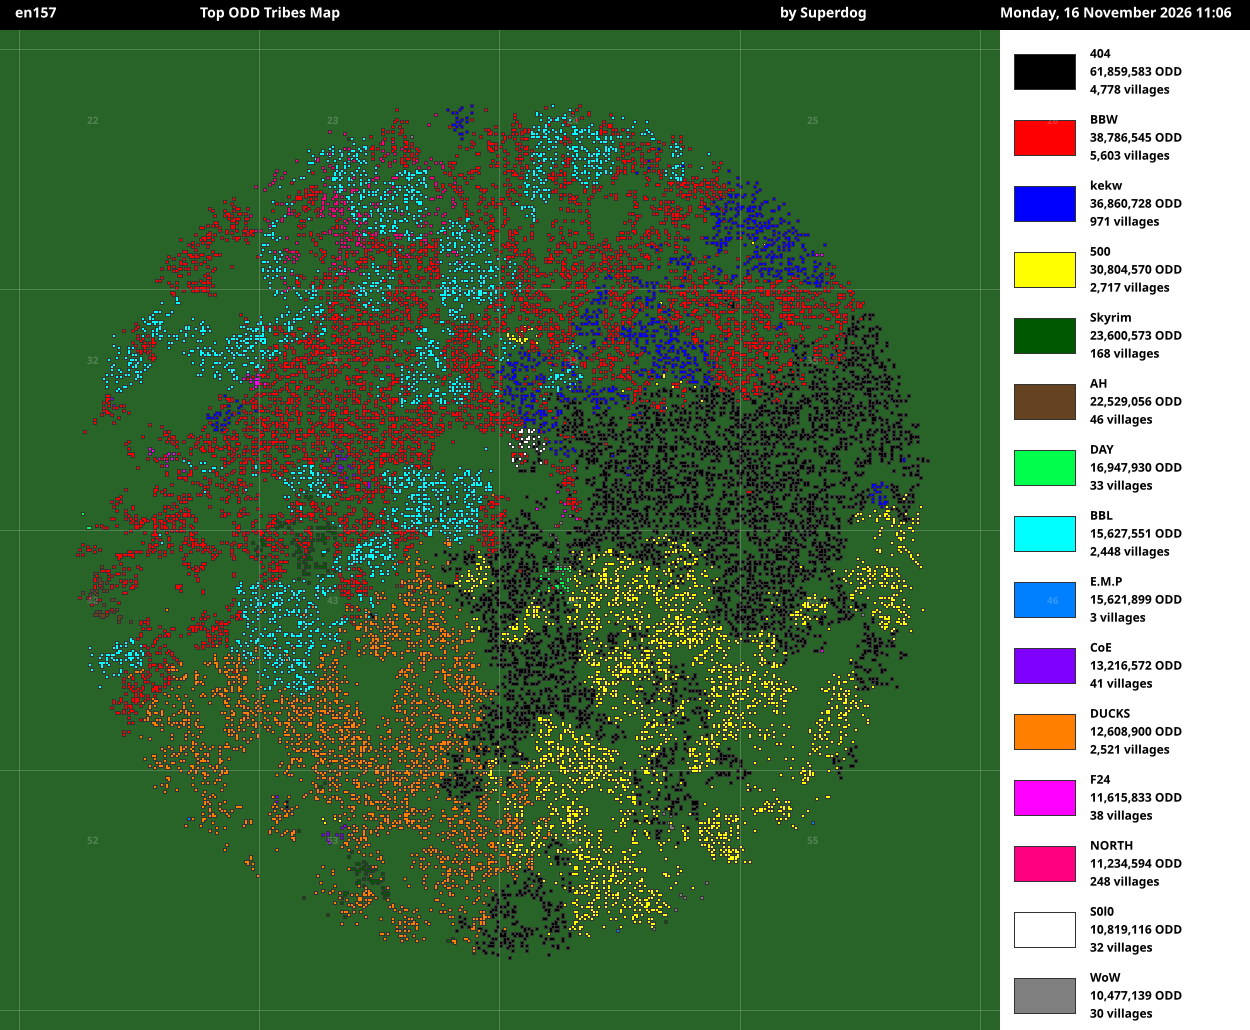 en157 Top ODD Tribes Map by Superdog Monday, 16 November 2026 11:06
404
61,859,583 ODD
4,778 villages
BBW
38,786,545 ODD
5,603 villages
kekw
36,860,728 ODD
971 villages
500
30,804,570 ODD
2,717 villages
Skyrim
23,600,573 ODD
168 villages
AH
22,529,056 ODD
46 villages
DAY
16,947,930 ODD
33 villages
BBL
15,627,551 ODD
2,448 villages
E.M.P
15,621,899 ODD
3 villages
CoE
13,216,572 ODD
41 villages
DUCKS
12,608,900 ODD
2,521 villages
F24
11,615,833 ODD
38 villages
NORTH
11,234,594 ODD
248 villages
S0l0
10,819,116 ODD
32 villages
WoW
10,477,139 ODD
30 villages
22 23 25
32
43 46
52 55